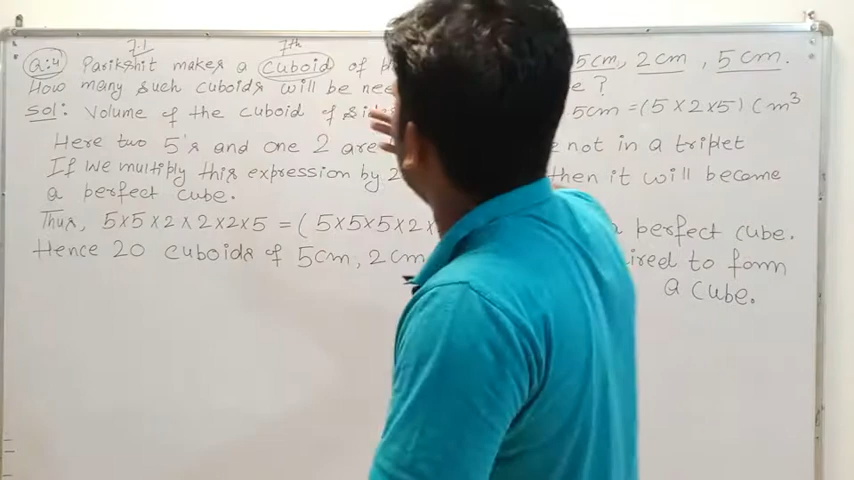 7.1 7th
Q:4 Parikshit makes a cuboid of 5cm, 2cm, 5cm.
How many such cuboids will be ?
Sol: Volume of the cuboid of 5cm = (5 X 2 X 5) Cm³
Here two 5's and one 2 are not in a triplet
If we multiply this expression by then it will become
a perfect cube.
Thus, 5X5X2X2X2X5 = (5X5X5X2X perfect cube.
Hence 20 cuboids of 5cm, 2cm to form
a cube.